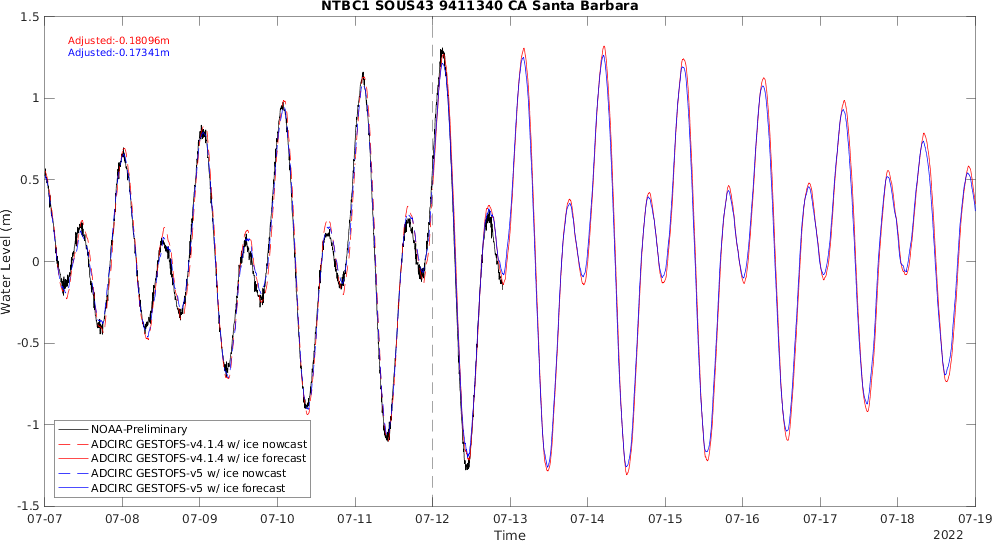 NTBC1 SOUS43 9411340 CA Santa Barbara
Adjusted:-0.18096m
Adjusted:-0.17341m
1.5
1
0.5
0
-0.5
-1
-1.5
Water Level (m)
NOAA-Preliminary
ADCIRC GESTOFS-v4.1.4 w/ ice nowcast
ADCIRC GESTOFS-v4.1.4 w/ ice forecast
ADCIRC GESTOFS-v5 w/ ice nowcast
ADCIRC GESTOFS-v5 w/ ice forecast
07-07 07-08 07-09 07-10 07-11 07-12 07-13 07-14 07-15 07-16 07-17 07-18 07-19
Time
2022